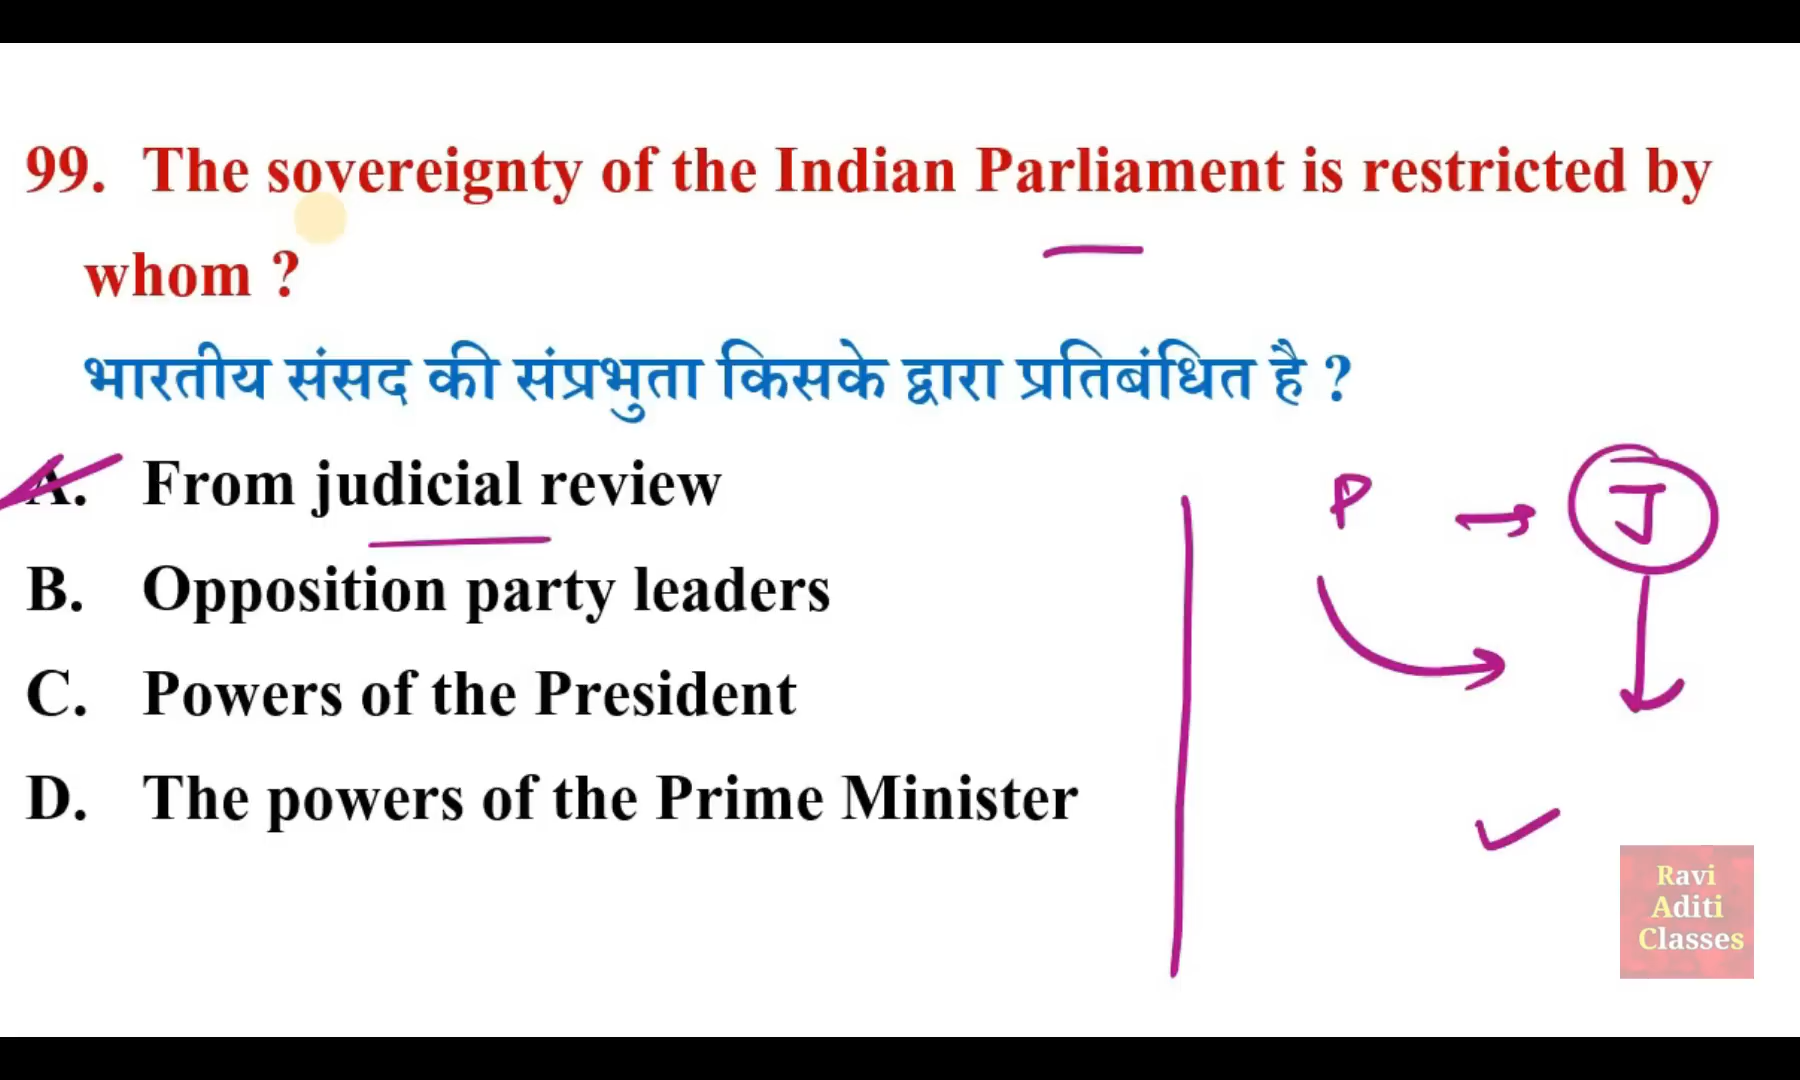 99. The sovereignty of the Indian Parliament is restricted by
whom ?
भारतीय संसद की संप्रभुता किसके द्वारा प्रतिबंधित है ?
A. From judicial review
B. Opposition party leaders
C. Powers of the President
D. The powers of the Prime Minister
P → J
Ravi
Aditi
Classes